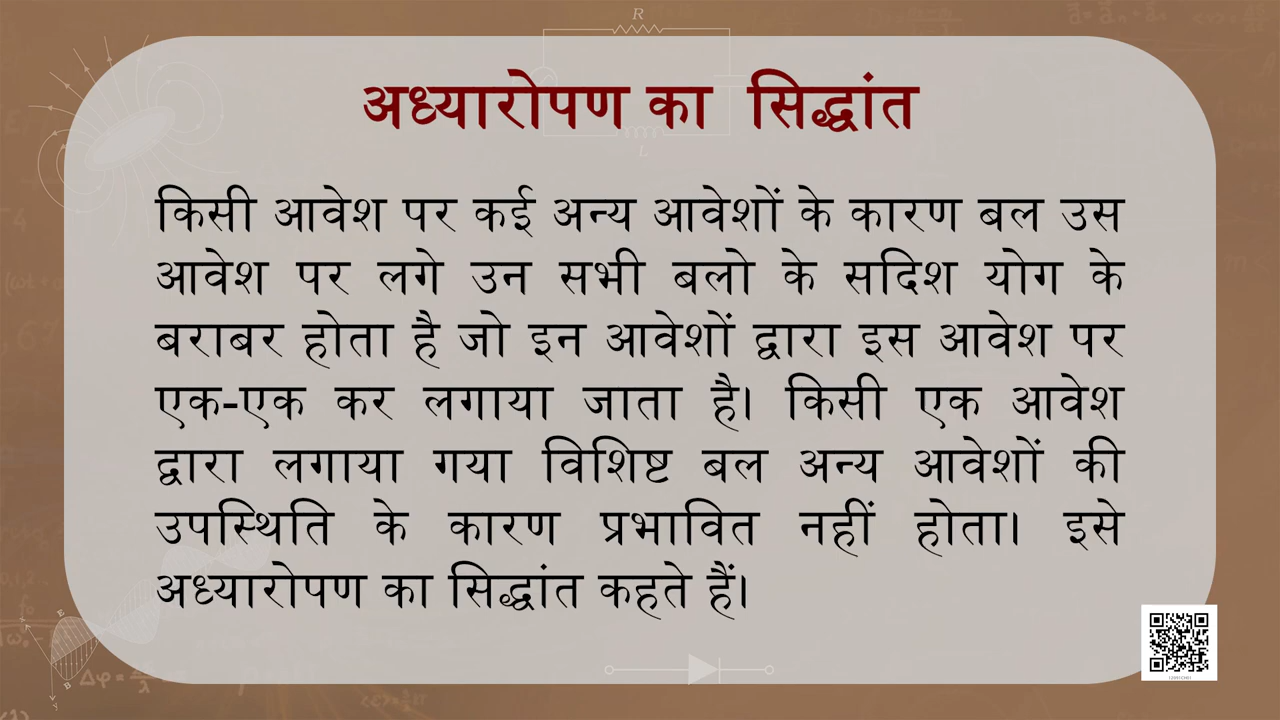 अध्यारोपण का सिद्धांत
किसी आवेश पर कई अन्य आवेशों के कारण बल उस
आवेश पर लगे उन सभी बलो के सदिश योग के
बराबर होता है जो इन आवेशों द्वारा इस आवेश पर
एक-एक कर लगाया जाता है। किसी एक आवेश
द्वारा लगाया गया विशिष्ट बल अन्य आवेशों की
उपस्थिति के कारण प्रभावित नहीं होता। इसे
अध्यारोपण का सिद्धांत कहते हैं।
R
L